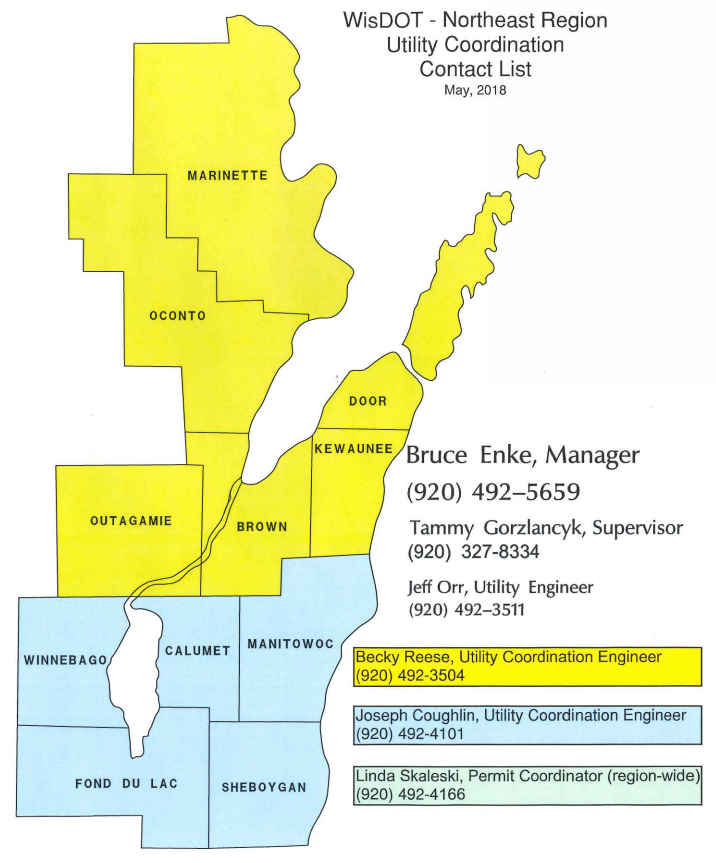 WisDOT - Northeast Region
Utility Coordination
Contact List
May, 2018
MARINETTE
OCONTO
DOOR
KEWAUNEE
OUTAGAMIE
BROWN
Bruce Enke, Manager
(920) 492–5659
Tammy Gorzlancyk, Supervisor
(920) 327-8334
Jeff Orr, Utility Engineer
(920) 492–3511
WINNEBAGO
CALUMET
MANITOWOC
FOND DU LAC
SHEBOYGAN
Becky Reese, Utility Coordination Engineer
(920) 492-3504
Joseph Coughlin, Utility Coordination Engineer
(920) 492-4101
Linda Skaleski, Permit Coordinator (region-wide)
(920) 492-4166